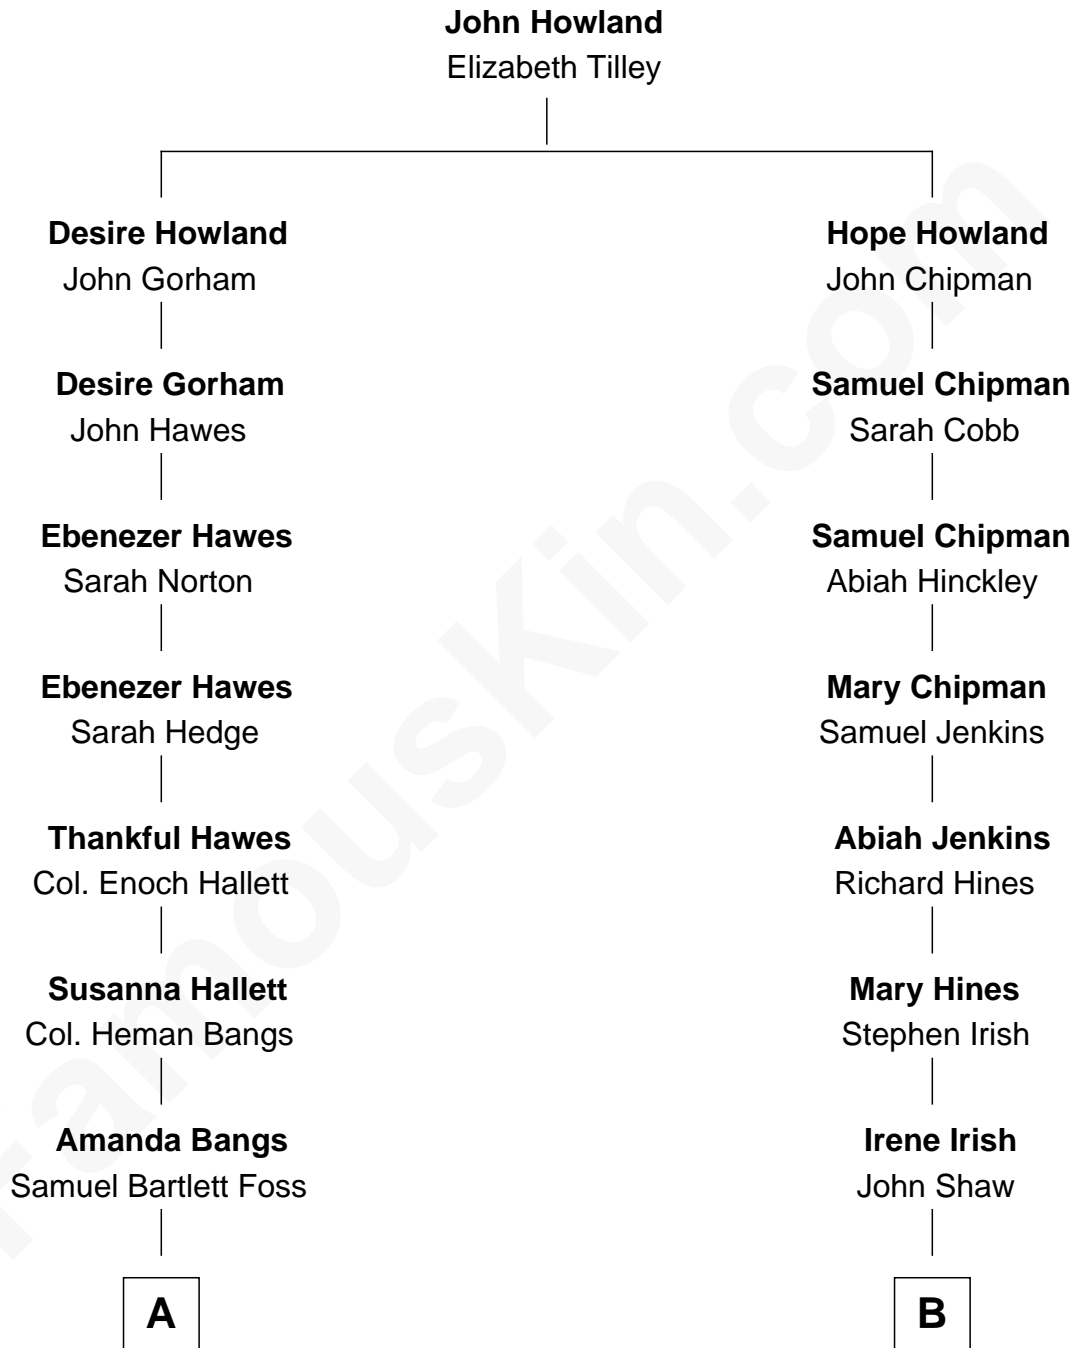 John Howland
Elizabeth Tilley
Desire Howland
John Gorham
Hope Howland
John Chipman
Desire Gorham
John Hawes
Samuel Chipman
Sarah Cobb
Ebenezer Hawes
Sarah Norton
Samuel Chipman
Abiah Hinckley
Ebenezer Hawes
Sarah Hedge
Mary Chipman
Samuel Jenkins
Thankful Hawes
Col. Enoch Hallett
Abiah Jenkins
Richard Hines
Susanna Hallett
Col. Heman Bangs
Mary Hines
Stephen Irish
Amanda Bangs
Samuel Bartlett Foss
Irene Irish
John Shaw
A
B
FamousKin.com